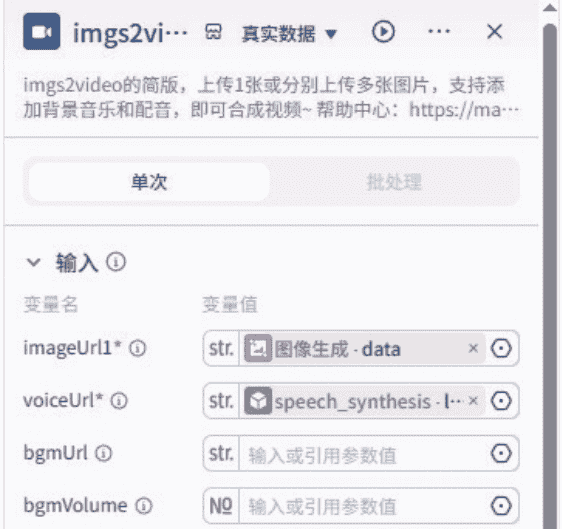 imgs2vi··· 真实数据 ▼ ···
imgs2video的简版，上传1张或分别上传多张图片，支持添
加背景音乐和配音，即可合成视频~ 帮助中心：https://ma···
单次 批处理
输入
变量名 变量值
imageUrl1* str. 图像生成 · data ×
voiceUrl* str. speech_synthesis · l··· ×
bgmUrl str. 输入或引用参数值
bgmVolume № 输入或引用参数值